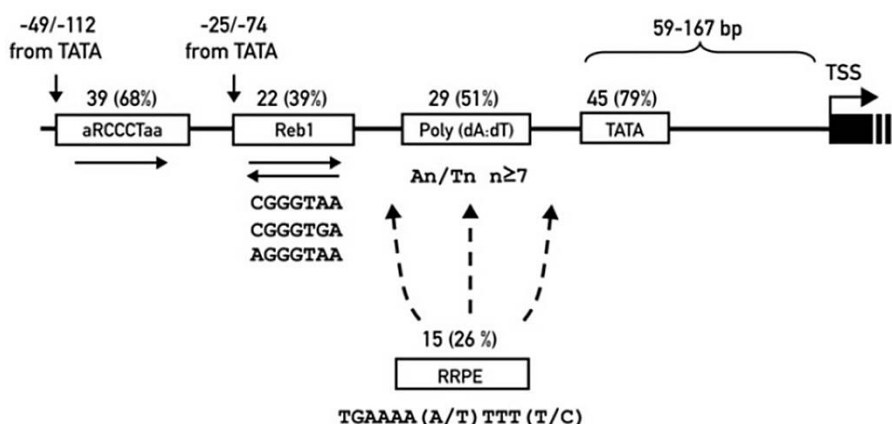 -49/-112
from TATA
-25/-74
from TATA
59-167 bp
TSS
39 (68%)
22 (39%)
29 (51%)
45 (79%)
aRCCCTaa
Reb1
Poly (dA:dT)
TATA
An/Tn n≥7
CGGGTAA
CGGGTGA
AGGGTAA
15 (26 %)
RRPE
TGAAAA(A/T)TTT(T/C)